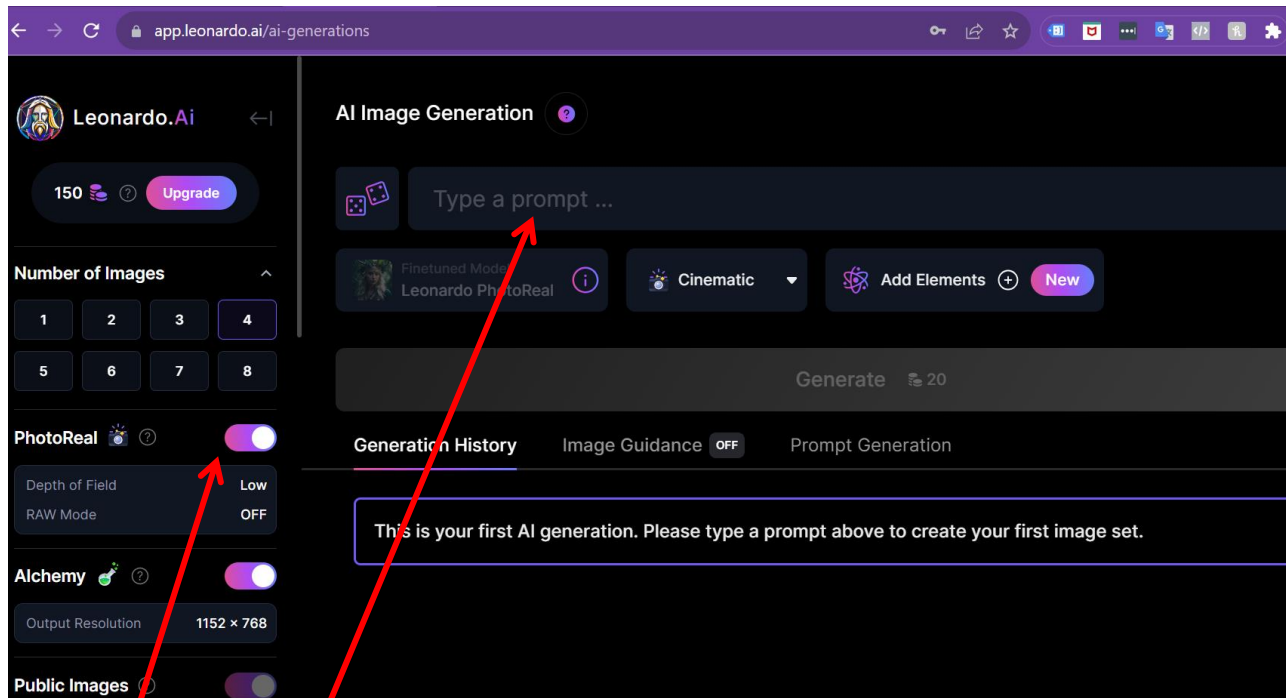 app.leonardo.ai/ai-generations
Leonardo.Ai
150 Upgrade
Number of Images
1 2 3 4
5 6 7 8
PhotoReal
Depth of Field Low
RAW Mode OFF
Alchemy
Output Resolution 1152 × 768
Public Images
AI Image Generation
Type a prompt ...
Finetuned Model
Leonardo PhotoReal
Cinematic
Add Elements New
Generate 20
Generation History Image Guidance OFF Prompt Generation
This is your first AI generation. Please type a prompt above to create your first image set.